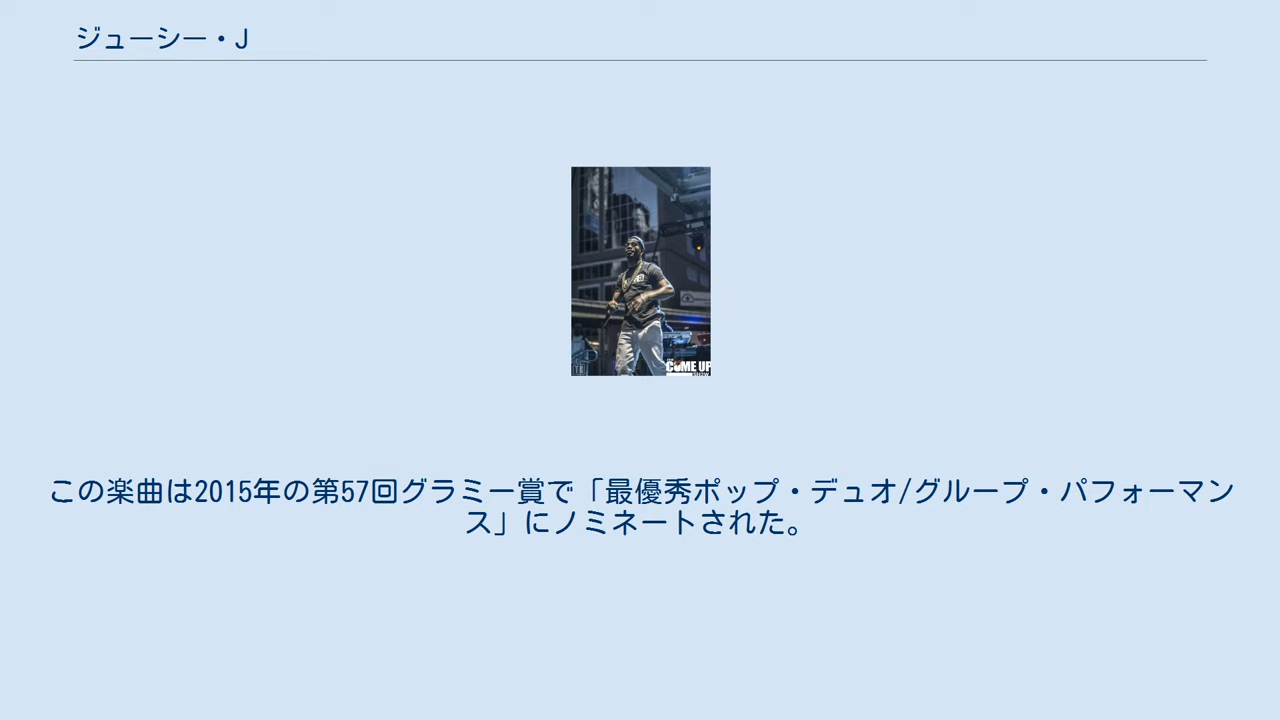 ジューシー・J
COME UP
この楽曲は2015年の第57回グラミー賞で「最優秀ポップ・デュオ/グループ・パフォーマン
ス」にノミネートされた。